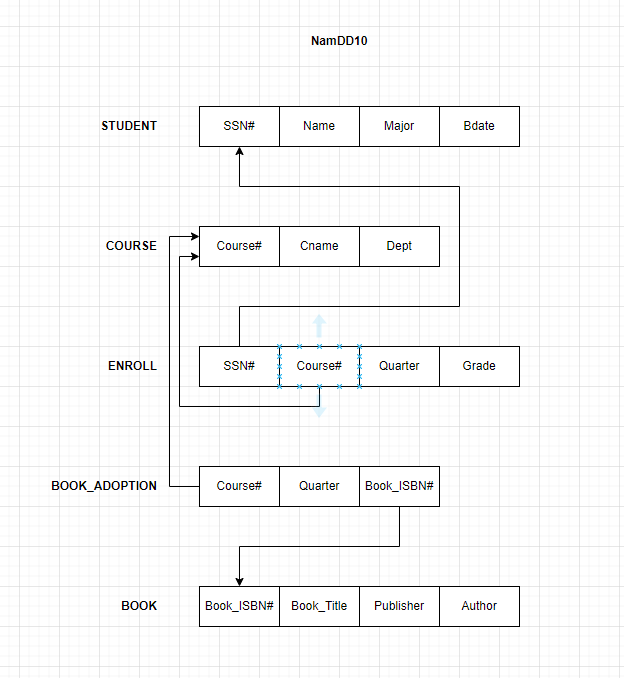 NamDD10
STUDENT SSN# Name Major Bdate
COURSE Course# Cname Dept
ENROLL SSN# Course# Quarter Grade
BOOK_ADOPTION Course# Quarter Book_ISBN#
BOOK Book_ISBN# Book_Title Publisher Author